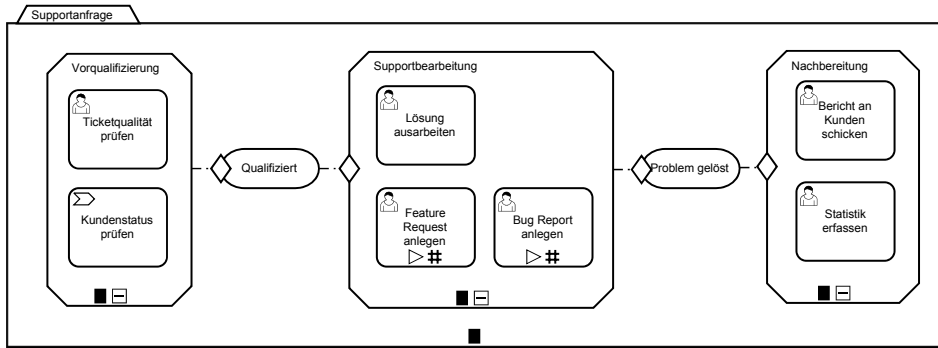 Supportanfrage
Vorqualifizierung
Ticketqualität
prüfen
Kundenstatus
prüfen
Qualifiziert
Supportbearbeitung
Lösung
ausarbeiten
Feature
Request
anlegen
Bug Report
anlegen
Problem gelöst
Nachbereitung
Bericht an
Kunden
schicken
Statistik
erfassen